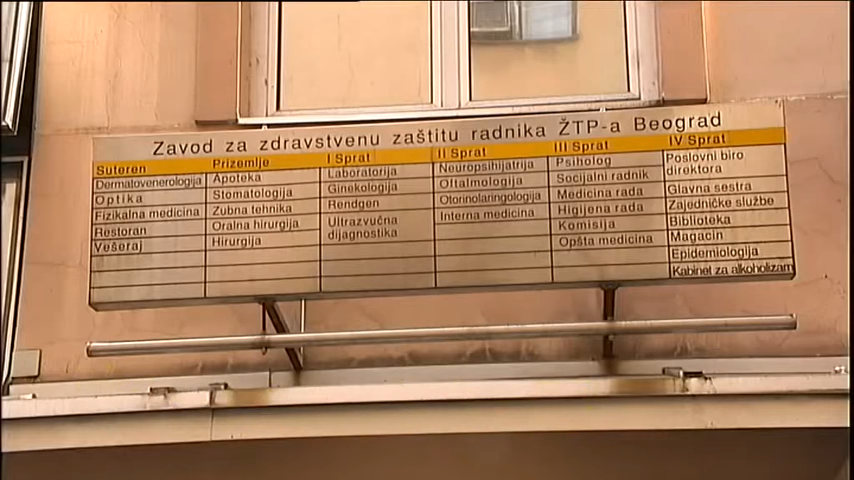 Zavod za zdravstvenu zaštitu radnika ŽTP-a Beograd
Suteren
Dermatovenerologija
Optika
Fizikalna medicina
Restoran
Vešeraj
Prizemlje
Apoteka
Stomatologija
Zubna tehnika
Oralna hirurgija
Hirurgija
I Sprat
Laboratorija
Ginekologija
Rendgen
Ultrazvučna
dijagnostika
II Sprat
Neuropsihijatrija
Oftalmologija
Otorinolaringologija
Interna medicina
III Sprat
Psiholog
Socijalni radnik
Medicina rada
Higijena rada
Komisija
Opšta medicina
IV Sprat
Poslovni biro
direktora
Glavna sestra
Zajedničke službe
Biblioteka
Magacin
Epidemiologija
Kabinet za alkoholizam